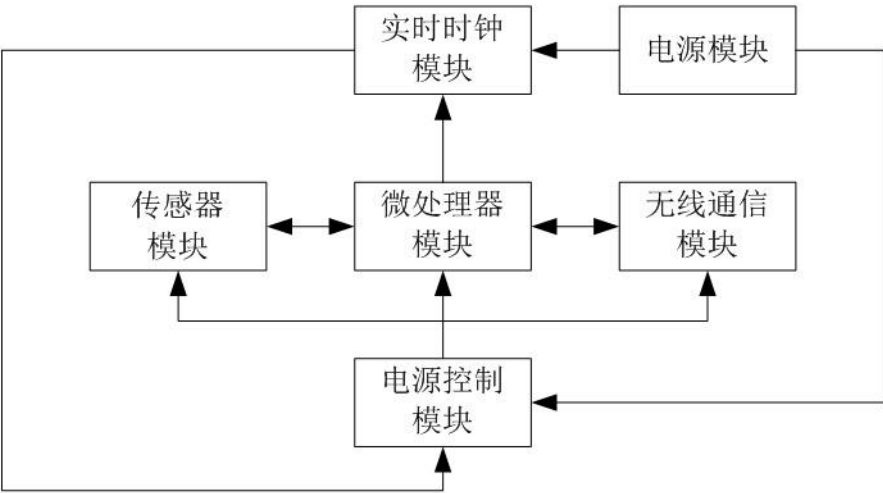 实时时钟
模块
电源模块
传感器
模块
微处理器
模块
无线通信
模块
电源控制
模块